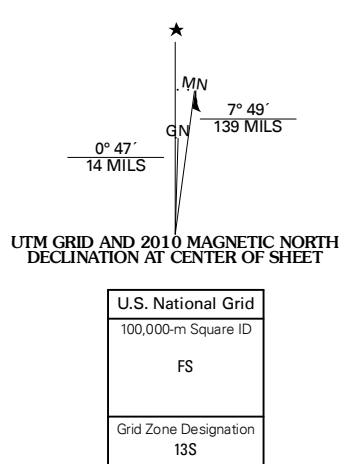 MN
7° 49´
139 MILS
GN
0° 47´
14 MILS
UTM GRID AND 2010 MAGNETIC NORTH
DECLINATION AT CENTER OF SHEET
U.S. National Grid
100,000-m Square ID
FS
Grid Zone Designation
13S